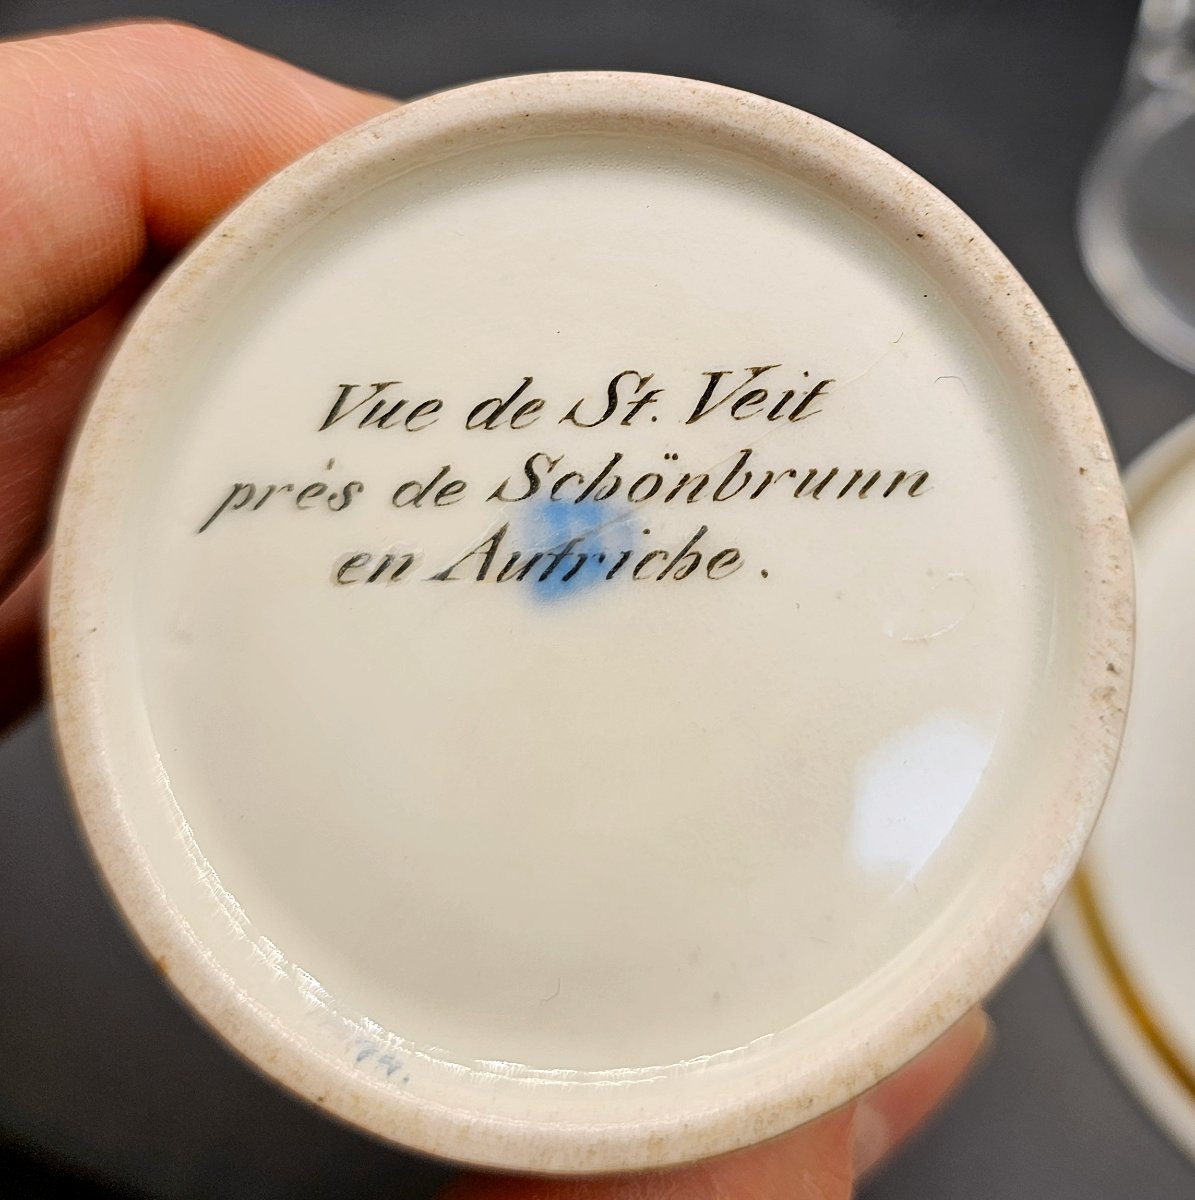 Vue de St. Veit
près de Schönbrunn
en Autriche.